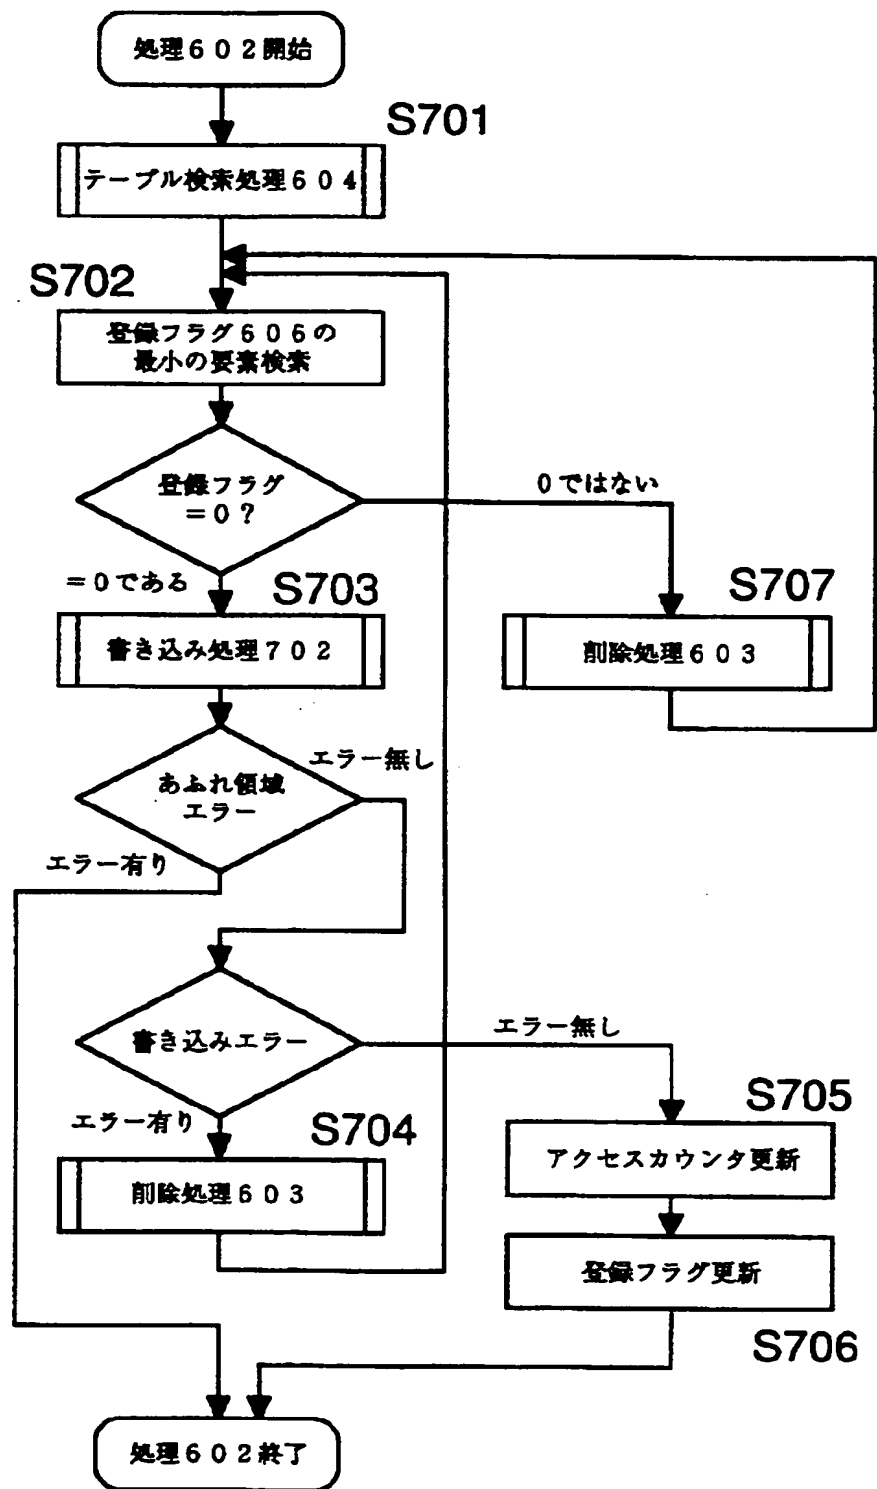 処理６０２開始
S701
テーブル検索処理６０４
S702
登録フラグ６０６の
最小の要素検索
登録フラグ
＝０？
０ではない
＝０である
S703
S707
書き込み処理７０２
削除処理６０３
エラー無し
あふれ領域
エラー
エラー有り
書き込みエラー
エラー無し
エラー有り
S704
S705
アクセスカウンタ更新
削除処理６０３
登録フラグ更新
S706
処理６０２終了